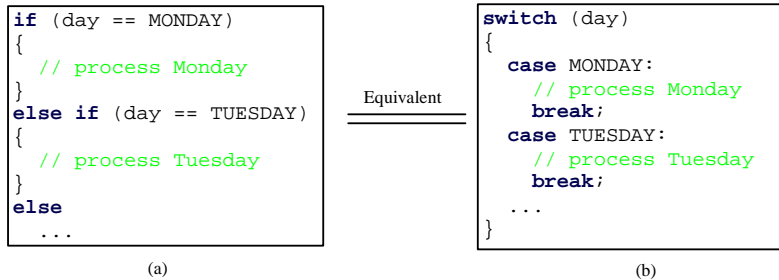 if (day == MONDAY)
{
  // process Monday
}
else if (day == TUESDAY)
{
  // process Tuesday
}
else
  ...
(a)
Equivalent
switch (day)
{
  case MONDAY:
    // process Monday
    break;
  case TUESDAY:
    // process Tuesday
    break;
  ...
}
(b)